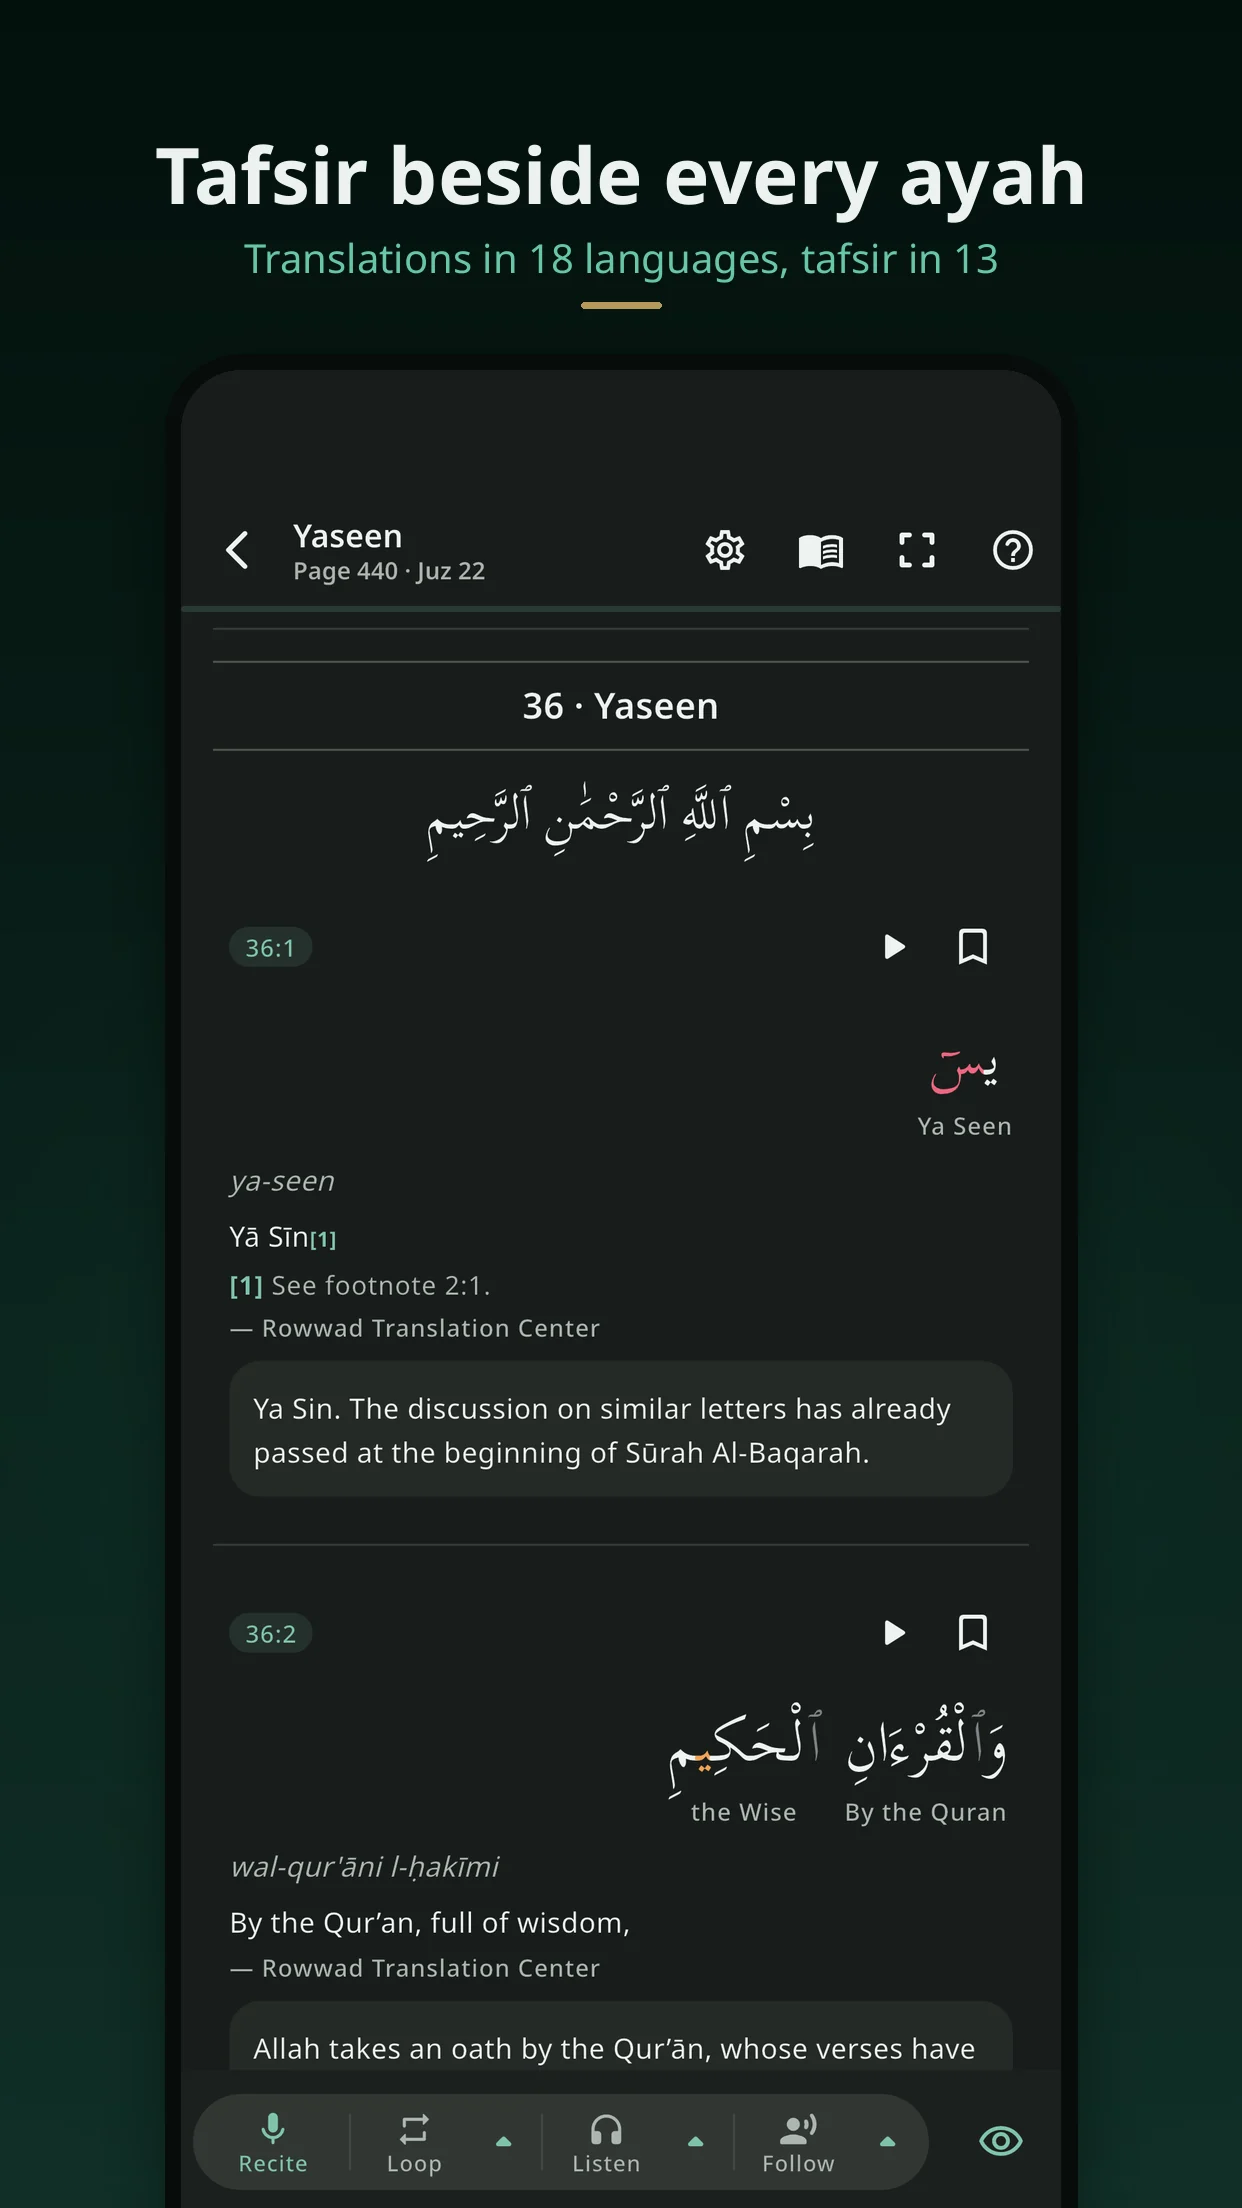 Tafsir beside every ayah
Translations in 18 languages, tafsir in 13
Yaseen
Page 440 · Juz 22
36 · Yaseen
بِسْمِ ٱللَّهِ ٱلرَّحْمَٰنِ ٱلرَّحِيمِ
36:1
يسٓ
Ya Seen
ya-seen
Yā Sīn[1]
[1] See footnote 2:1.
— Rowwad Translation Center
Ya Sin. The discussion on similar letters has already
passed at the beginning of Sūrah Al-Baqarah.
36:2
وَٱلْقُرْءَانِ ٱلْحَكِيمِ
By the Quran the Wise
wal-qur'āni l-ḥakīmi
By the Qur’an, full of wisdom,
— Rowwad Translation Center
Allah takes an oath by the Qur’ān, whose verses have
Recite Loop Listen Follow